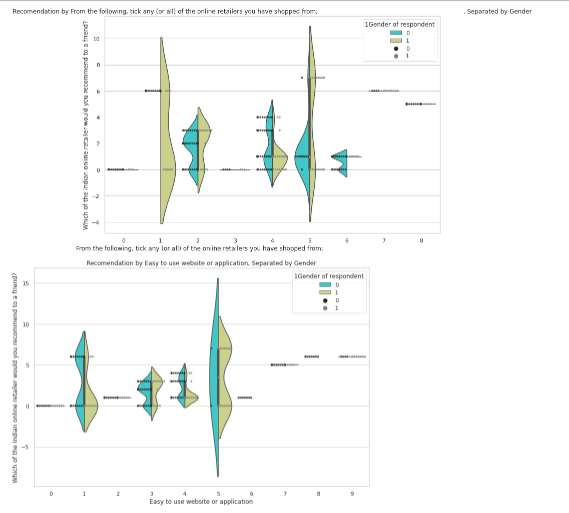 Recomendation by From the following, tick any (or all) of the online retailers you have shopped from; , Separated by Gender
Which of the Indian online retailer would you recommend to a friend?
10
8
6
4
2
0
−2
−4
1Gender of respondent
0
1
0
1
0 1 2 3 4 5 6 7 8
From the following, tick any (or all) of the online retailers you have shopped from;
Recomendation by Easy to use website or application, Separated by Gender
Which of the Indian online retailer would you recommend to a friend?
15
10
5
0
−5
1Gender of respondent
0
1
0
1
0 1 2 3 4 5 6 7 8 9
Easy to use website or application